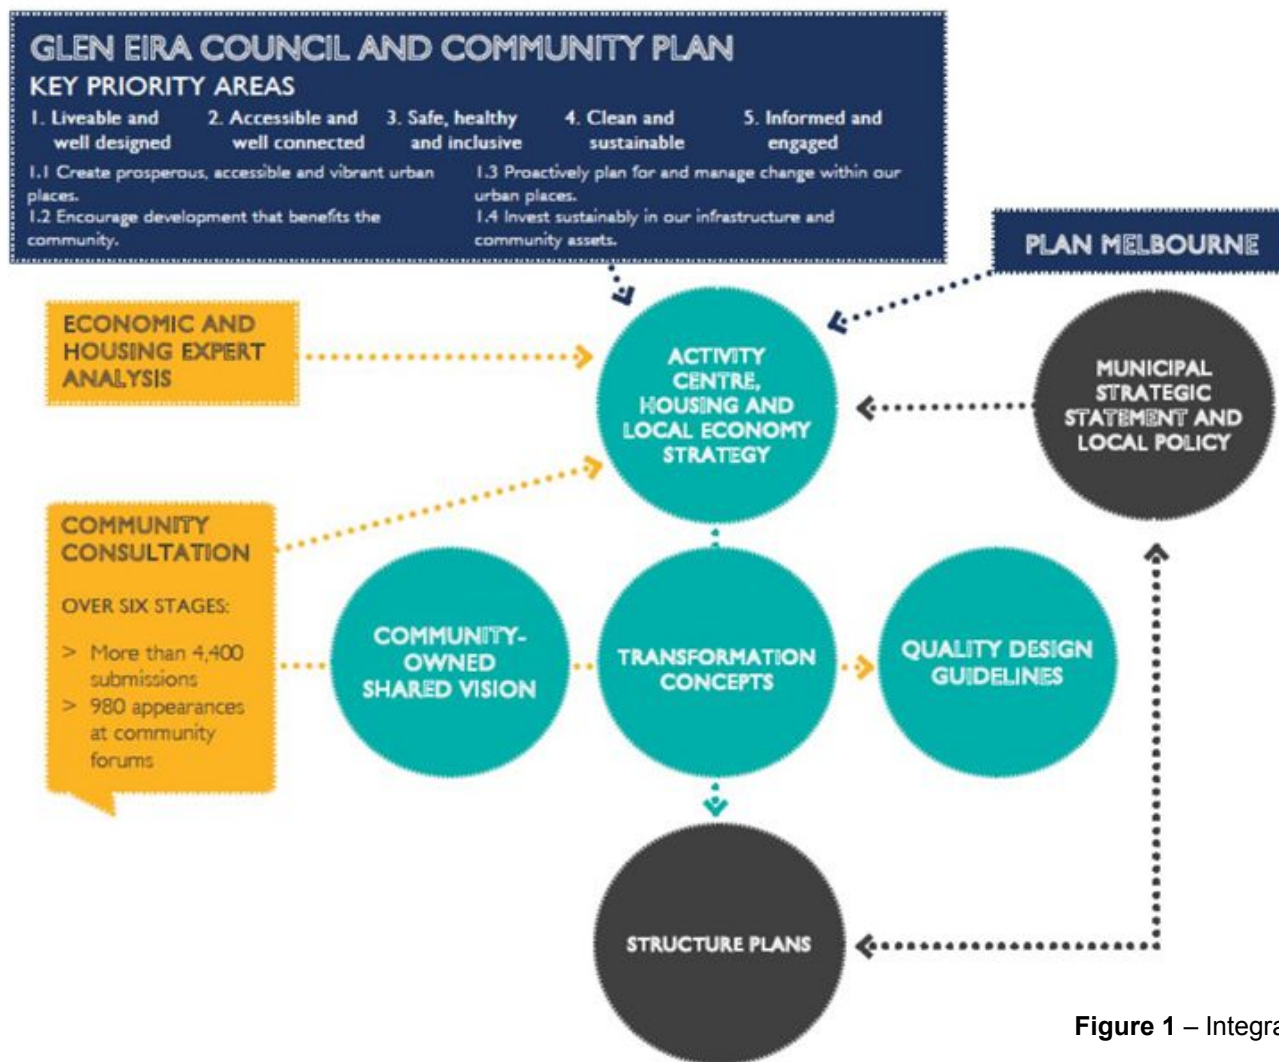 GLEN EIRA COUNCIL AND COMMUNITY PLAN
KEY PRIORITY AREAS
1. Liveable and
well designed
2. Accessible and
well connected
3. Safe, healthy
and inclusive
4. Clean and
sustainable
5. Informed and
engaged
1.1 Create prosperous, accessible and vibrant urban
places.
1.2 Encourage development that benefits the
community.
1.3 Proactively plan for and manage change within our
urban places.
1.4 Invest sustainably in our infrastructure and
community assets.
PLAN MELBOURNE
ECONOMIC AND
HOUSING EXPERT
ANALYSIS
ACTIVITY
CENTRE,
HOUSING AND
LOCAL ECONOMY
STRATEGY
MUNICIPAL
STRATEGIC
STATEMENT AND
LOCAL POLICY
COMMUNITY
CONSULTATION
OVER SIX STAGES:
> More than 4,400
submissions
> 980 appearances
at community
forums
COMMUNITY-
OWNED
SHARED VISION
TRANSFORMATION
CONCEPTS
QUALITY DESIGN
GUIDELINES
STRUCTURE PLANS
Figure 1 – Integra